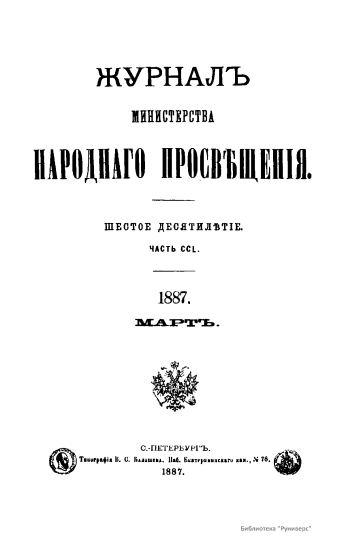 ЖУРНАЛЪ
МИНИСТЕРСТВА
НАРОДНАГО ПРОСВѢЩЕНІЯ.
ШЕСТОЕ ДЕСЯТИЛѢТІЕ.
ЧАСТЬ CCL.
1887.
МАРТЪ.
С.-ПЕТЕРБУРГЪ.
Типографія В. С. Балашева. Наб. Екатерининскаго кан., № 78.
1887.
Библиотека "Руниверс"